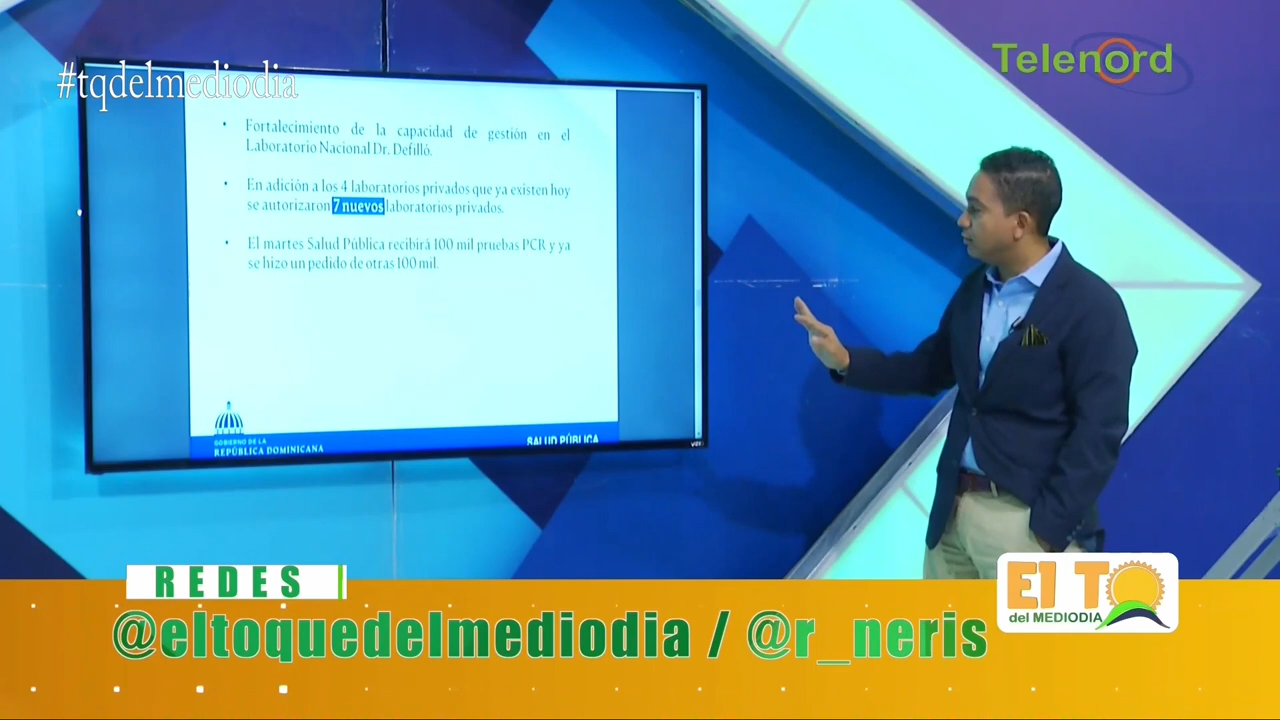 #tqdelmediodia
Telenord
• Fortalecimiento de la capacidad de gestión en el
Laboratorio Nacional Dr. Defilló.
• En adición a los 4 laboratorios privados que ya existen hoy
se autorizaron 7 nuevos laboratorios privados.
• El martes Salud Pública recibirá 100 mil pruebas PCR y ya
se hizo un pedido de otras 100 mil.
GOBIERNO DE LA
REPÚBLICA DOMINICANA
SALUD PÚBLICA
REDES
@eltoquedelmediodia / @r_neris
El TO
del MEDIODIA